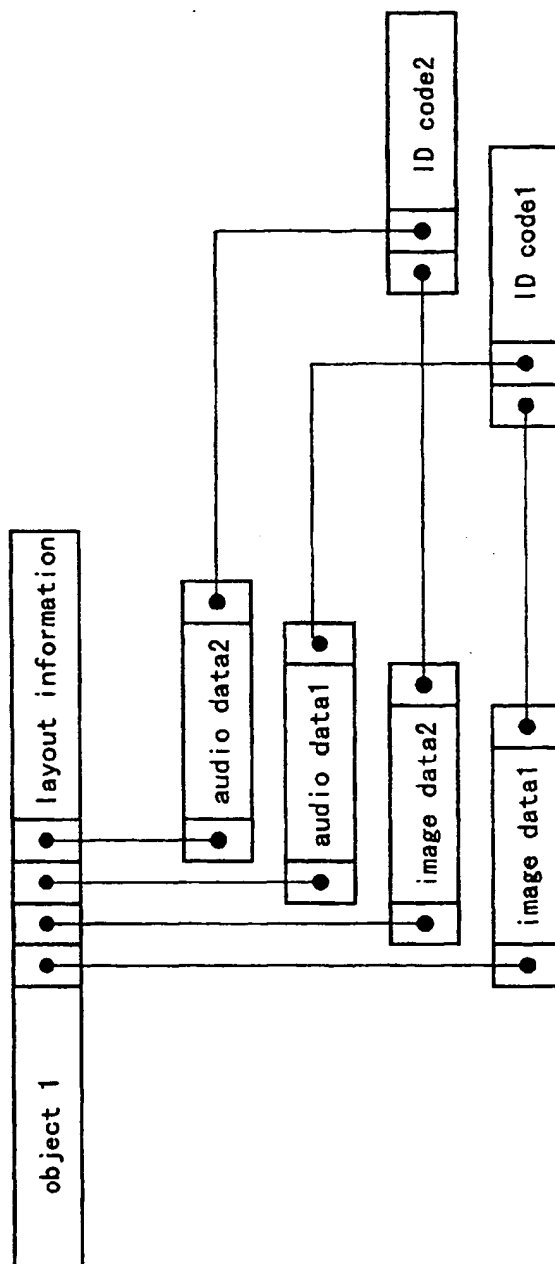 object 1
layout information
audio data2
audio data1
image data2
image data1
ID code2
ID code1